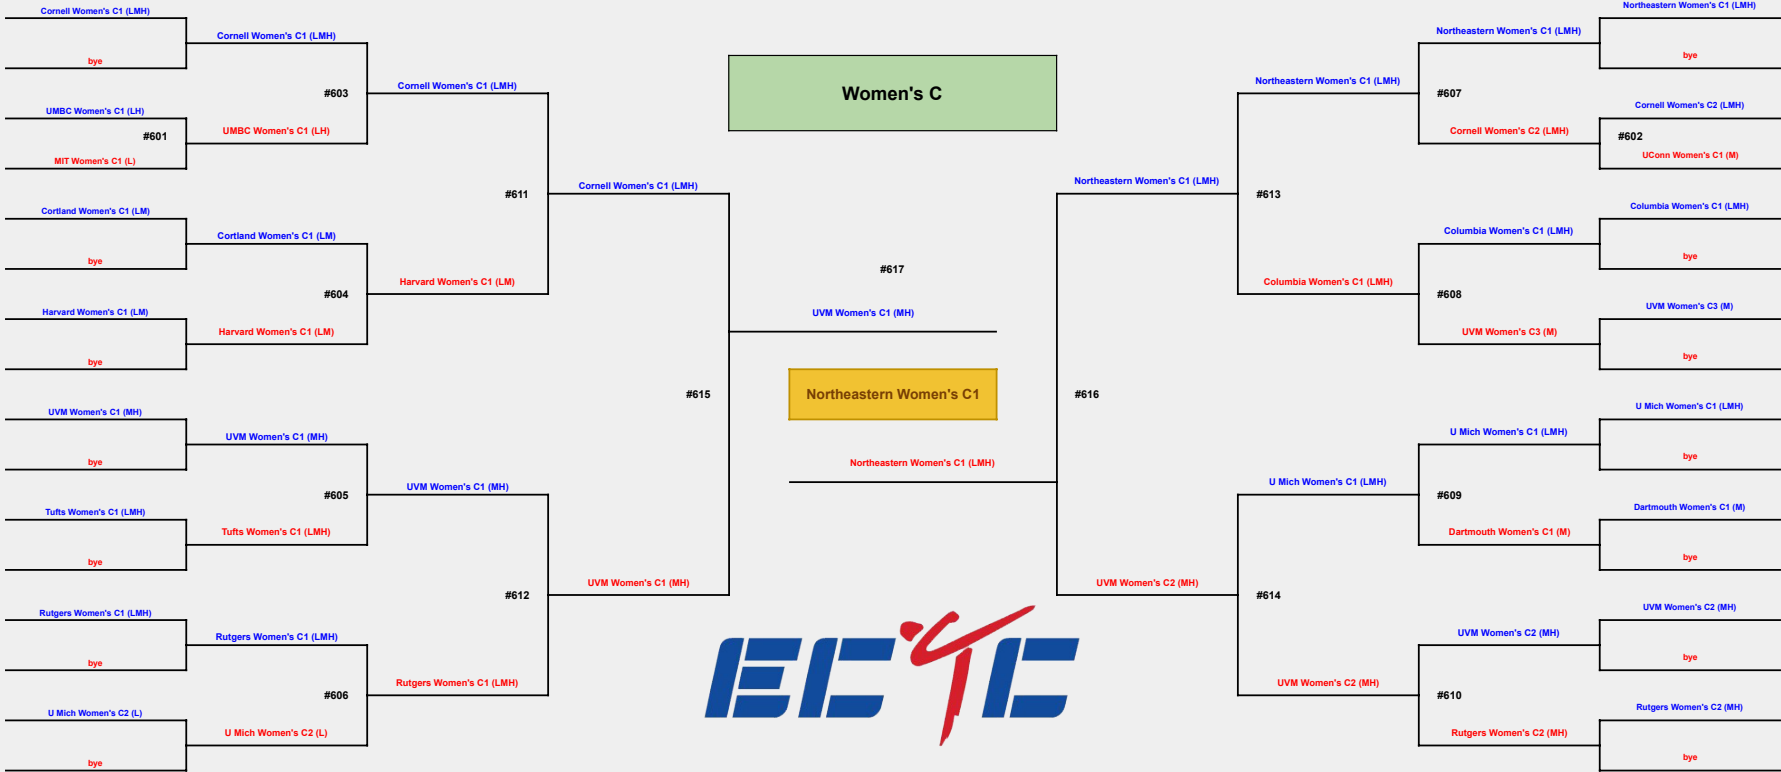 Cornell Women's C1 (LMH)
bye
UMBC Women's C1 (LH)
#601
MIT Women's C1 (L)
Cortland Women's C1 (LM)
bye
Harvard Women's C1 (LM)
bye
UVM Women's C1 (MH)
bye
Tufts Women's C1 (LMH)
bye
Rutgers Women's C1 (LMH)
bye
U Mich Women's C2 (L)
bye
Cornell Women's C1 (LMH)
#603
UMBC Women's C1 (LH)
Cortland Women's C1 (LM)
#604
Harvard Women's C1 (LM)
UVM Women's C1 (MH)
#605
Tufts Women's C1 (LMH)
Rutgers Women's C1 (LMH)
#606
U Mich Women's C2 (L)
Cornell Women's C1 (LMH)
#611
Harvard Women's C1 (LM)
UVM Women's C1 (MH)
#612
Rutgers Women's C1 (LMH)
Cornell Women's C1 (LMH)
#615
UVM Women's C1 (MH)
Women's C
#617
UVM Women's C1 (MH)
Northeastern Women's C1
Northeastern Women's C1 (LMH)
ECTC
Northeastern Women's C1 (LMH)
#616
UVM Women's C2 (MH)
Northeastern Women's C1 (LMH)
#613
Columbia Women's C1 (LMH)
U Mich Women's C1 (LMH)
#614
UVM Women's C2 (MH)
Northeastern Women's C1 (LMH)
#607
Cornell Women's C2 (LMH)
Columbia Women's C1 (LMH)
#608
UVM Women's C3 (M)
U Mich Women's C1 (LMH)
#609
Dartmouth Women's C1 (M)
UVM Women's C2 (MH)
#610
Rutgers Women's C2 (MH)
Northeastern Women's C1 (LMH)
bye
Cornell Women's C2 (LMH)
#602
UConn Women's C1 (M)
Columbia Women's C1 (LMH)
bye
UVM Women's C3 (M)
bye
U Mich Women's C1 (LMH)
bye
Dartmouth Women's C1 (M)
bye
UVM Women's C2 (MH)
bye
Rutgers Women's C2 (MH)
bye